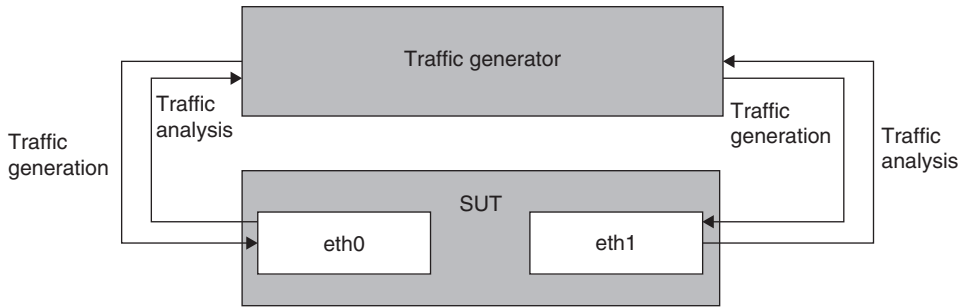 Traffic generator
Traffic
analysis
Traffic
generation
Traffic
generation
Traffic
analysis
SUT
eth0
eth1